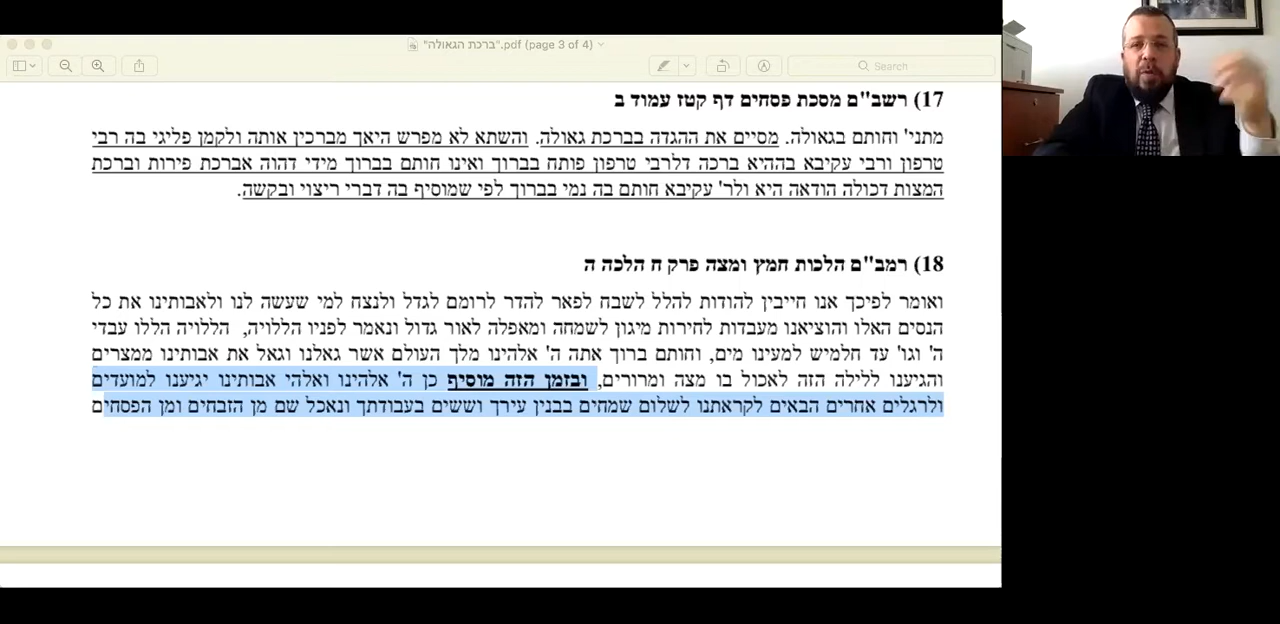 "ברכת הגאולה".pdf (page 3 of 4)
Search
17) רשב"ם מסכת פסחים דף קטז עמוד ב
מתני' וחותם בגאולה. מסיים את ההגדה בברכת גאולה. והשתא לא מפרש היאך מברכין אותה ולקמן פליגי בה רבי
טרפון ורבי עקיבא בההיא ברכה דלרבי טרפון פותח בברוך ואינו חותם בברוך מידי דהוה אברכת פירות וברכת
המצות דכולה הודאה היא ולר' עקיבא חותם בה נמי בברוך לפי שמוסיף בה דברי ריצוי ובקשה.
18) רמב"ם הלכות חמץ ומצה פרק ח הלכה ה
ואומר לפיכך אנו חייבין להודות להלל לשבח לפאר להדר לרומם לגדל ולנצח למי שעשה לנו ולאבותינו את כל
הנסים האלו והוציאנו מעבדות לחירות מיגון לשמחה ומאפלה לאור גדול ונאמר לפניו הללויה, הללויה הללו עבדי
ה' וגו' עד חלמיש למעינו מים, וחותם ברוך אתה ה' אלהינו מלך העולם אשר גאלנו וגאל את אבותינו ממצרים
והגיענו ללילה הזה לאכול בו מצה ומרורים, ובזמן הזה מוסיף כן ה' אלהינו ואלהי אבותינו יגיענו למועדים
ולרגלים אחרים הבאים לקראתנו לשלום שמחים בבנין עירך וששים בעבודתך ונאכל שם מן הזבחים ומן הפסחים